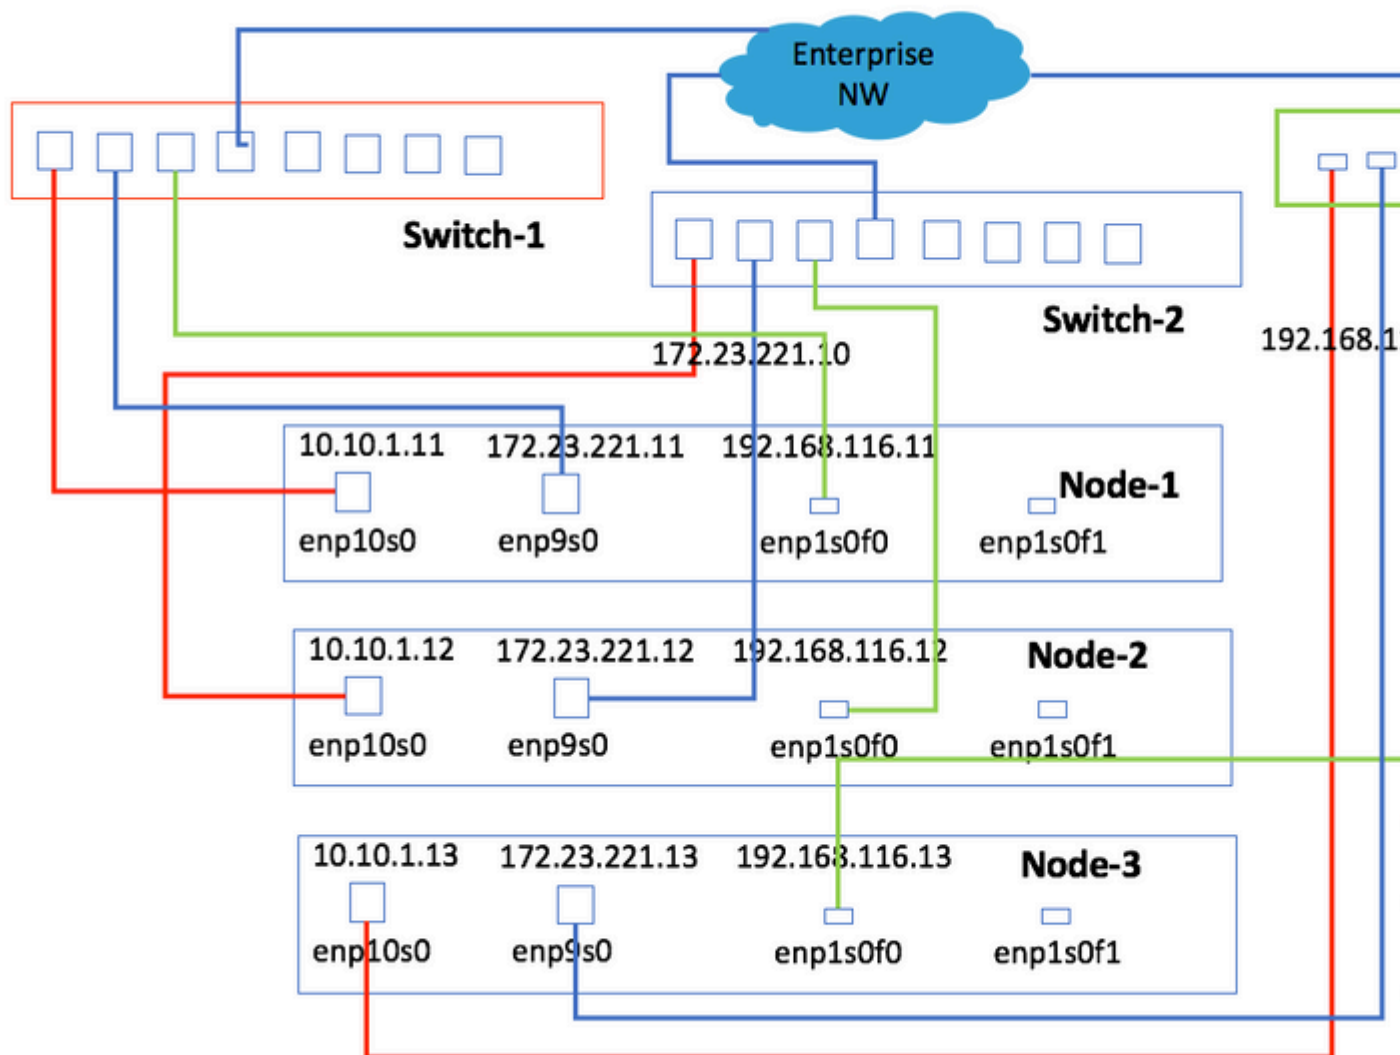 Enterprise
NW
Switch-1
Switch-2
192.168.1
172.23.221.10
10.10.1.11 172.23.221.11 192.168.116.11
Node-1
enp10s0 enp9s0 enp1s0f0 enp1s0f1
10.10.1.12 172.23.221.12 192.168.116.12 Node-2
enp10s0 enp9s0 enp1s0f0 enp1s0f1
10.10.1.13 172.23.221.13 192.168.116.13 Node-3
enp10s0 enp9s0 enp1s0f0 enp1s0f1